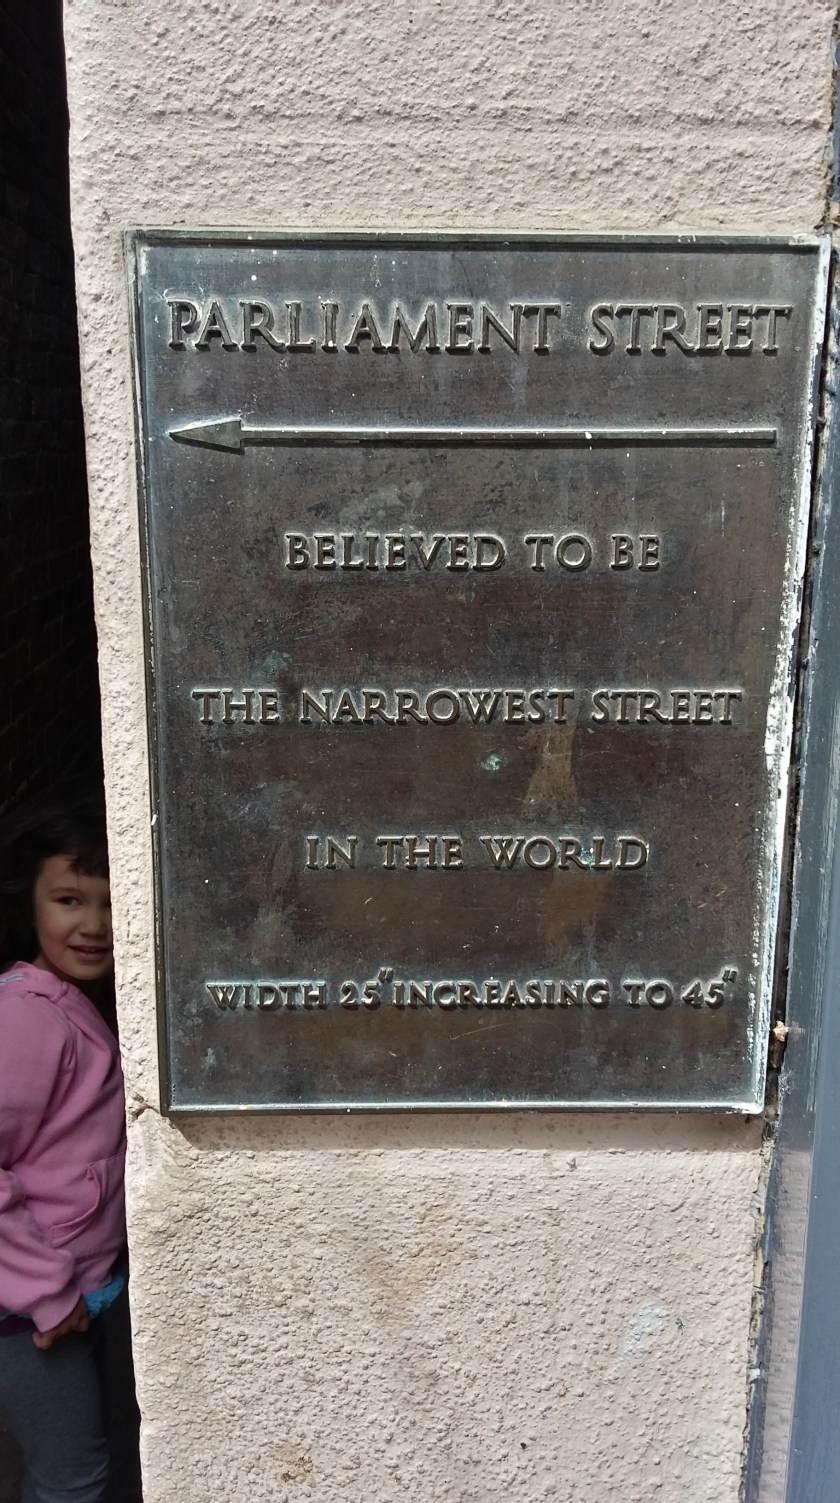 PARLIAMENT STREET
BELIEVED TO BE
THE NARROWEST STREET
IN THE WORLD
WIDTH 25" INCREASING TO 45"